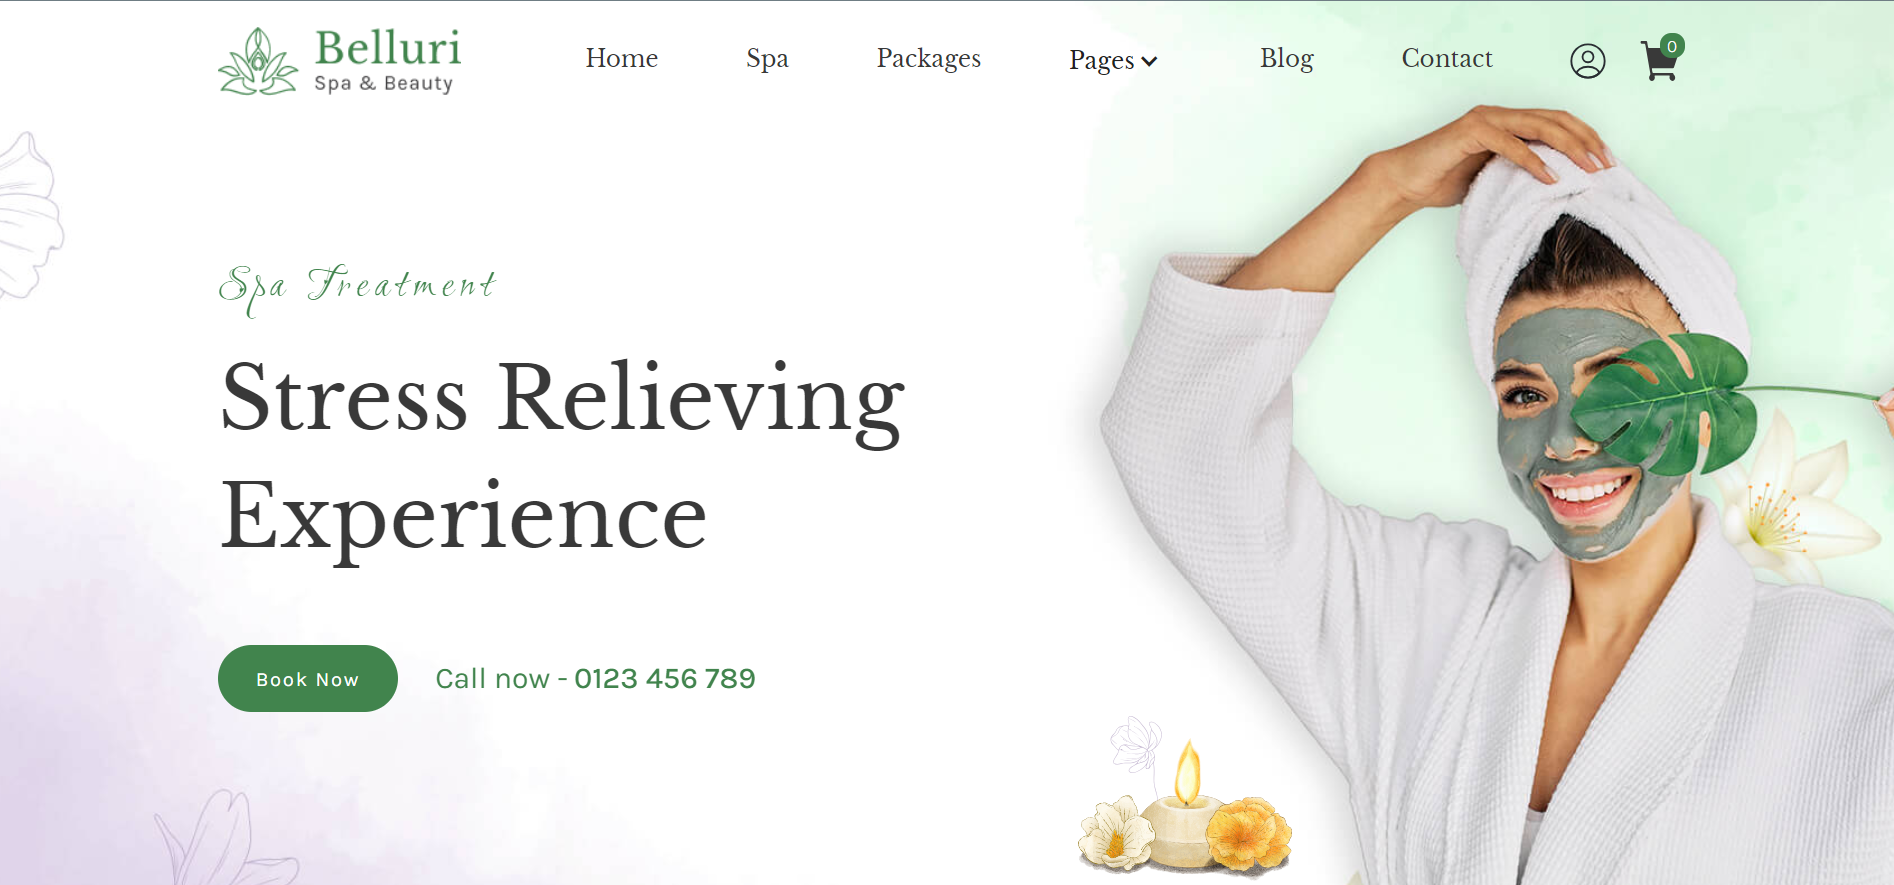 Belluri
Spa & Beauty
Home
Spa
Packages
Pages
Blog
Contact
0
Spa Treatment
Stress Relieving
Experience
Book Now
Call now - 0123 456 789